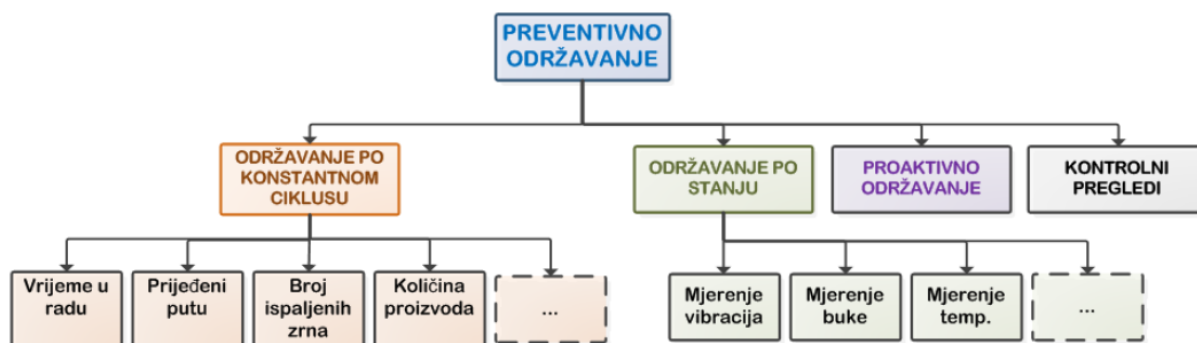 PREVENTIVNO
ODRŽAVANJE
ODRŽAVANJE PO
KONSTANTNOM
CIKLUSU
ODRŽAVANJE PO
STANJU
PROAKTIVNO
ODRŽAVANJE
KONTROLNI
PREGLEDI
Vrijeme u
radu
Prijeđeni
putu
Broj
ispaljenih
zrna
Količina
proizvoda
...
Mjerenje
vibracija
Mjerenje
buke
Mjerenje
temp.
...